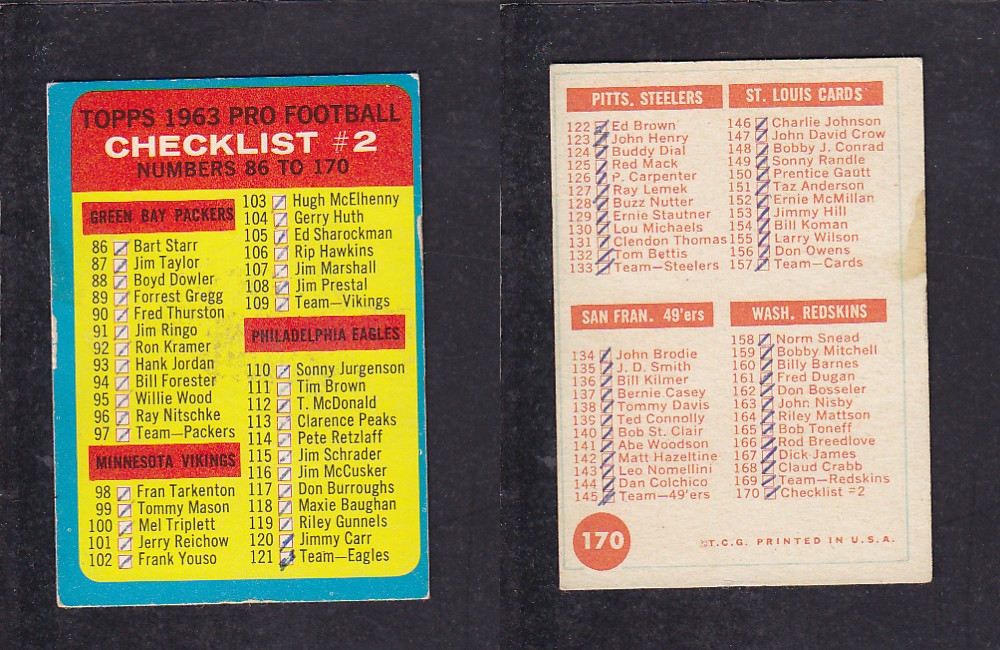 TOPPS 1963 PRO FOOTBALL
CHECKLIST #2
NUMBERS 86 TO 170
GREEN BAY PACKERS
86 Bart Starr
87 Jim Taylor
88 Boyd Dowler
89 Forrest Gregg
90 Fred Thurston
91 Jim Ringo
92 Ron Kramer
93 Hank Jordan
94 Bill Forester
95 Willie Wood
96 Ray Nitschke
97 Team—Packers
MINNESOTA VIKINGS
98 Fran Tarkenton
99 Tommy Mason
100 Mel Triplett
101 Jerry Reichow
102 Frank Youso
103 Hugh McElhenny
104 Gerry Huth
105 Ed Sharockman
106 Rip Hawkins
107 Jim Marshall
108 Jim Prestal
109 Team—Vikings
PHILADELPHIA EAGLES
110 Sonny Jurgenson
111 Tim Brown
112 T. McDonald
113 Clarence Peaks
114 Pete Retzlaff
115 Jim Schrader
116 Jim McCusker
117 Don Burroughs
118 Maxie Baughan
119 Riley Gunnels
120 Jimmy Carr
121 Team—Eagles
PITTS. STEELERS
122 Ed Brown
123 John Henry
124 Buddy Dial
125 Red Mack
126 P. Carpenter
127 Ray Lemek
128 Buzz Nutter
129 Ernie Stautner
130 Lou Michaels
131 Clendon Thomas
132 Tom Bettis
133 Team—Steelers
ST. LOUIS CARDS
146 Charlie Johnson
147 John David Crow
148 Bobby J. Conrad
149 Sonny Randle
150 Prentice Gautt
151 Taz Anderson
152 Ernie McMillan
153 Jimmy Hill
154 Bill Koman
155 Larry Wilson
156 Don Owens
157 Team—Cards
SAN FRAN. 49'ers
134 John Brodie
135 J. D. Smith
136 Bill Kilmer
137 Bernie Casey
138 Tommy Davis
139 Ted Connolly
140 Bob St. Clair
141 Abe Woodson
142 Matt Hazeltine
143 Leo Nomellini
144 Dan Colchico
145 Team—49'ers
WASH. REDSKINS
158 Norm Snead
159 Bobby Mitchell
160 Billy Barnes
161 Fred Dugan
162 Don Bosseler
163 John Nisby
164 Riley Mattson
165 Bob Toneff
166 Rod Breedlove
167 Dick James
168 Claud Crabb
169 Team—Redskins
170 Checklist #2
170
T.C.G. PRINTED IN U.S.A.